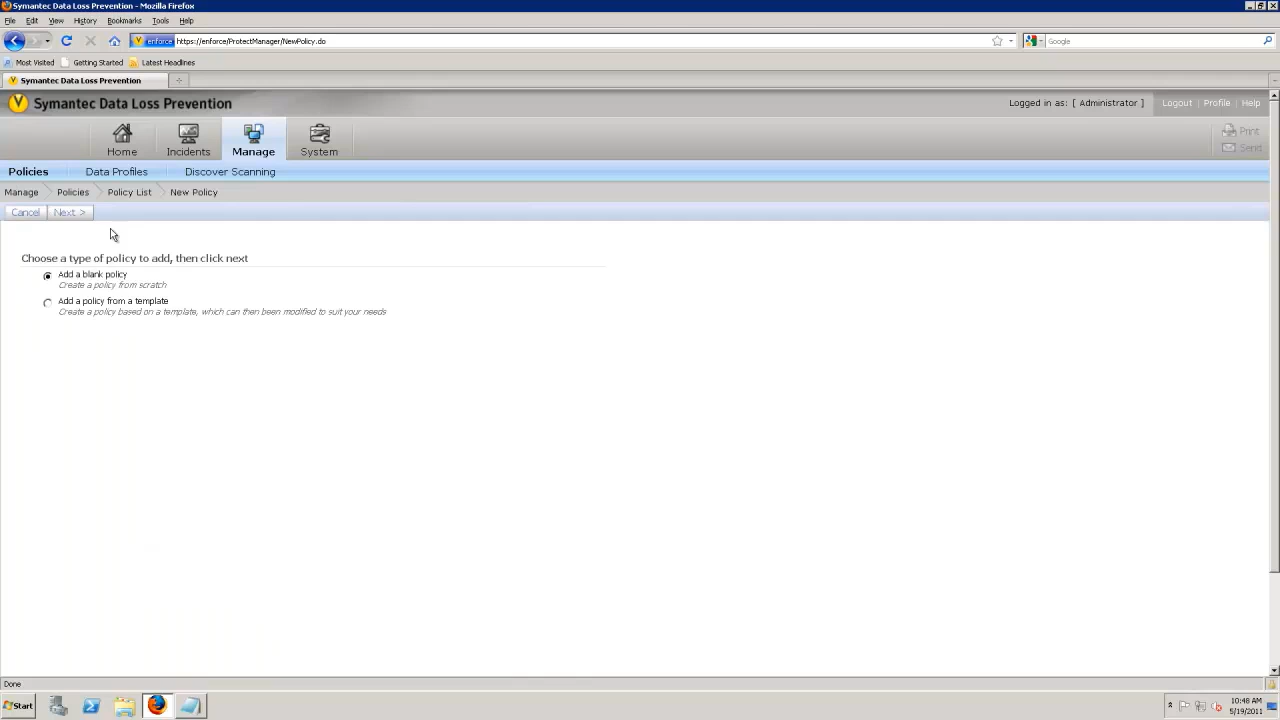 Symantec Data Loss Prevention - Mozilla Firefox
File Edit View History Bookmarks Tools Help
enforce https://enforce/ProtectManager/NewPolicy.do
Google
Most Visited Getting Started Latest Headlines
Symantec Data Loss Prevention
Symantec Data Loss Prevention
Logged in as: [ Administrator ]
Logout Profile Help
Home Incidents Manage System
Print
Send
Policies Data Profiles Discover Scanning
Manage Policies Policy List New Policy
Cancel Next >
Choose a type of policy to add, then click next
Add a blank policy
Create a policy from scratch
Add a policy from a template
Create a policy based on a template, which can then been modified to suit your needs
Done
Start
10:48 AM
5/19/2011